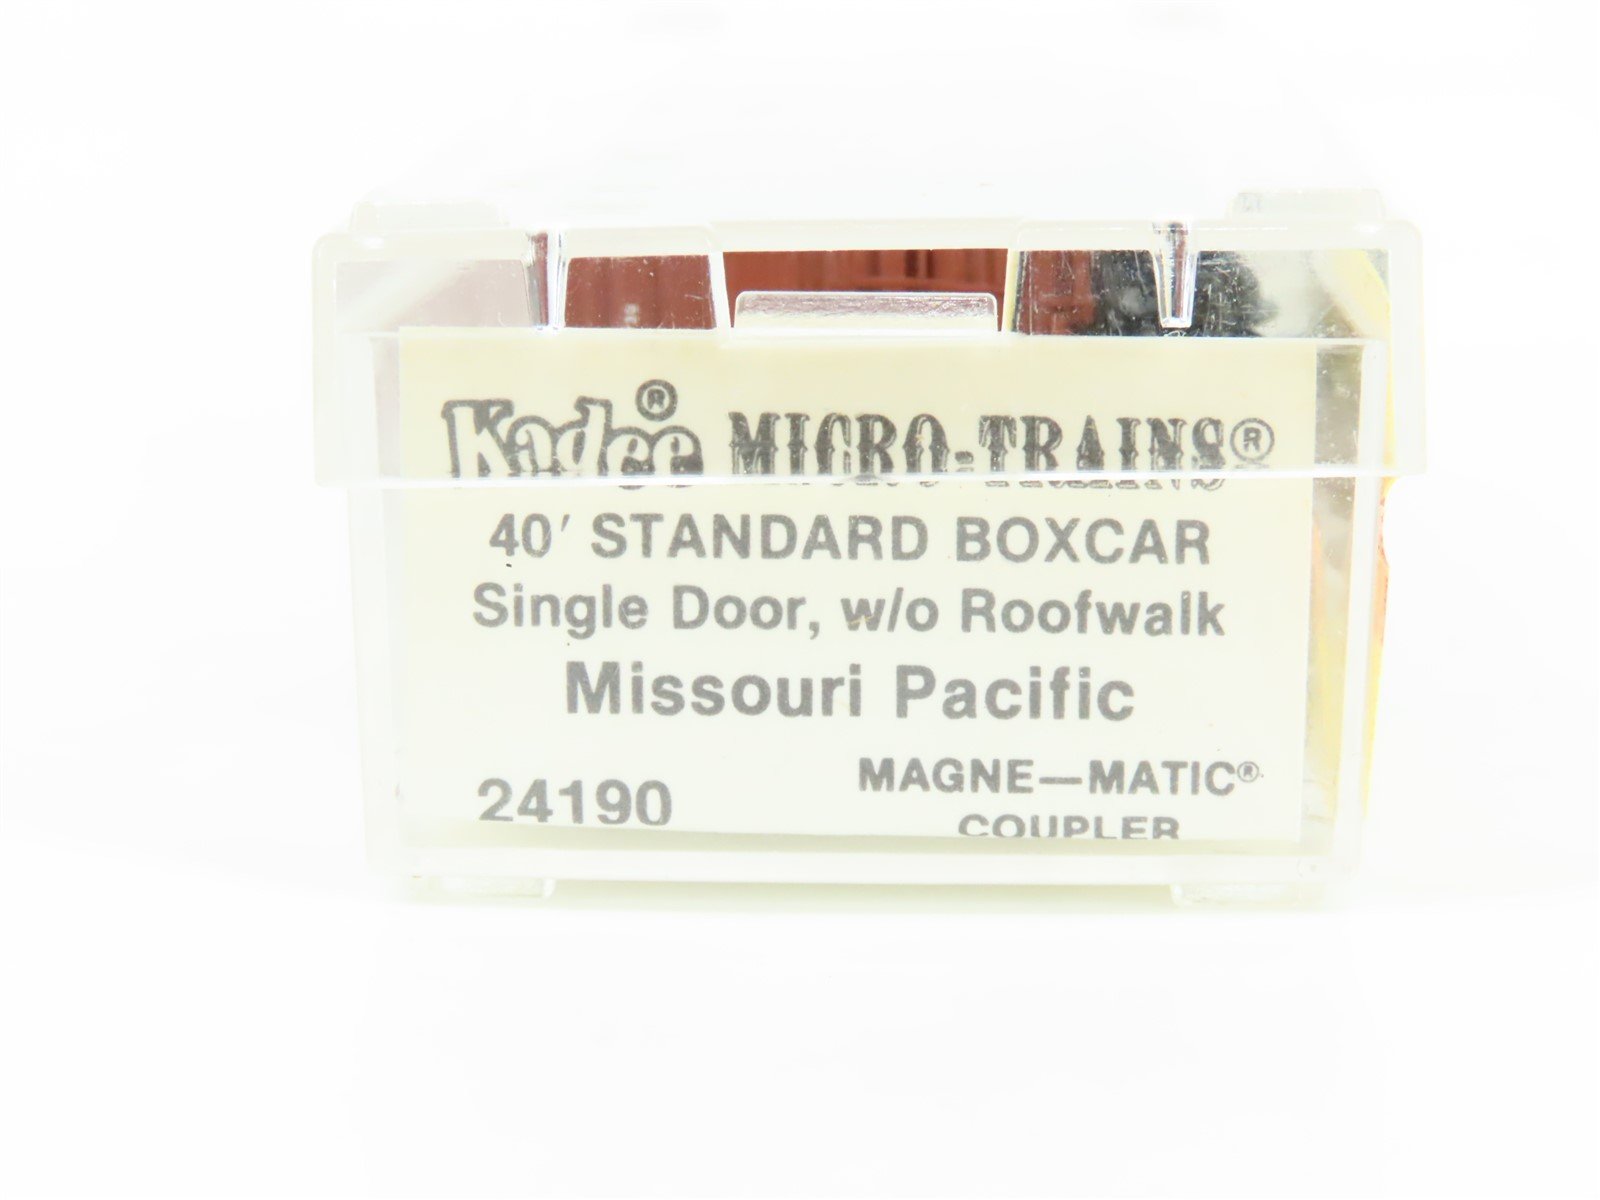 Kadee® MICRO-TRAINS®
40' STANDARD BOXCAR
Single Door, w/o Roofwalk
Missouri Pacific
24190 MAGNE—MATIC®
COUPLER